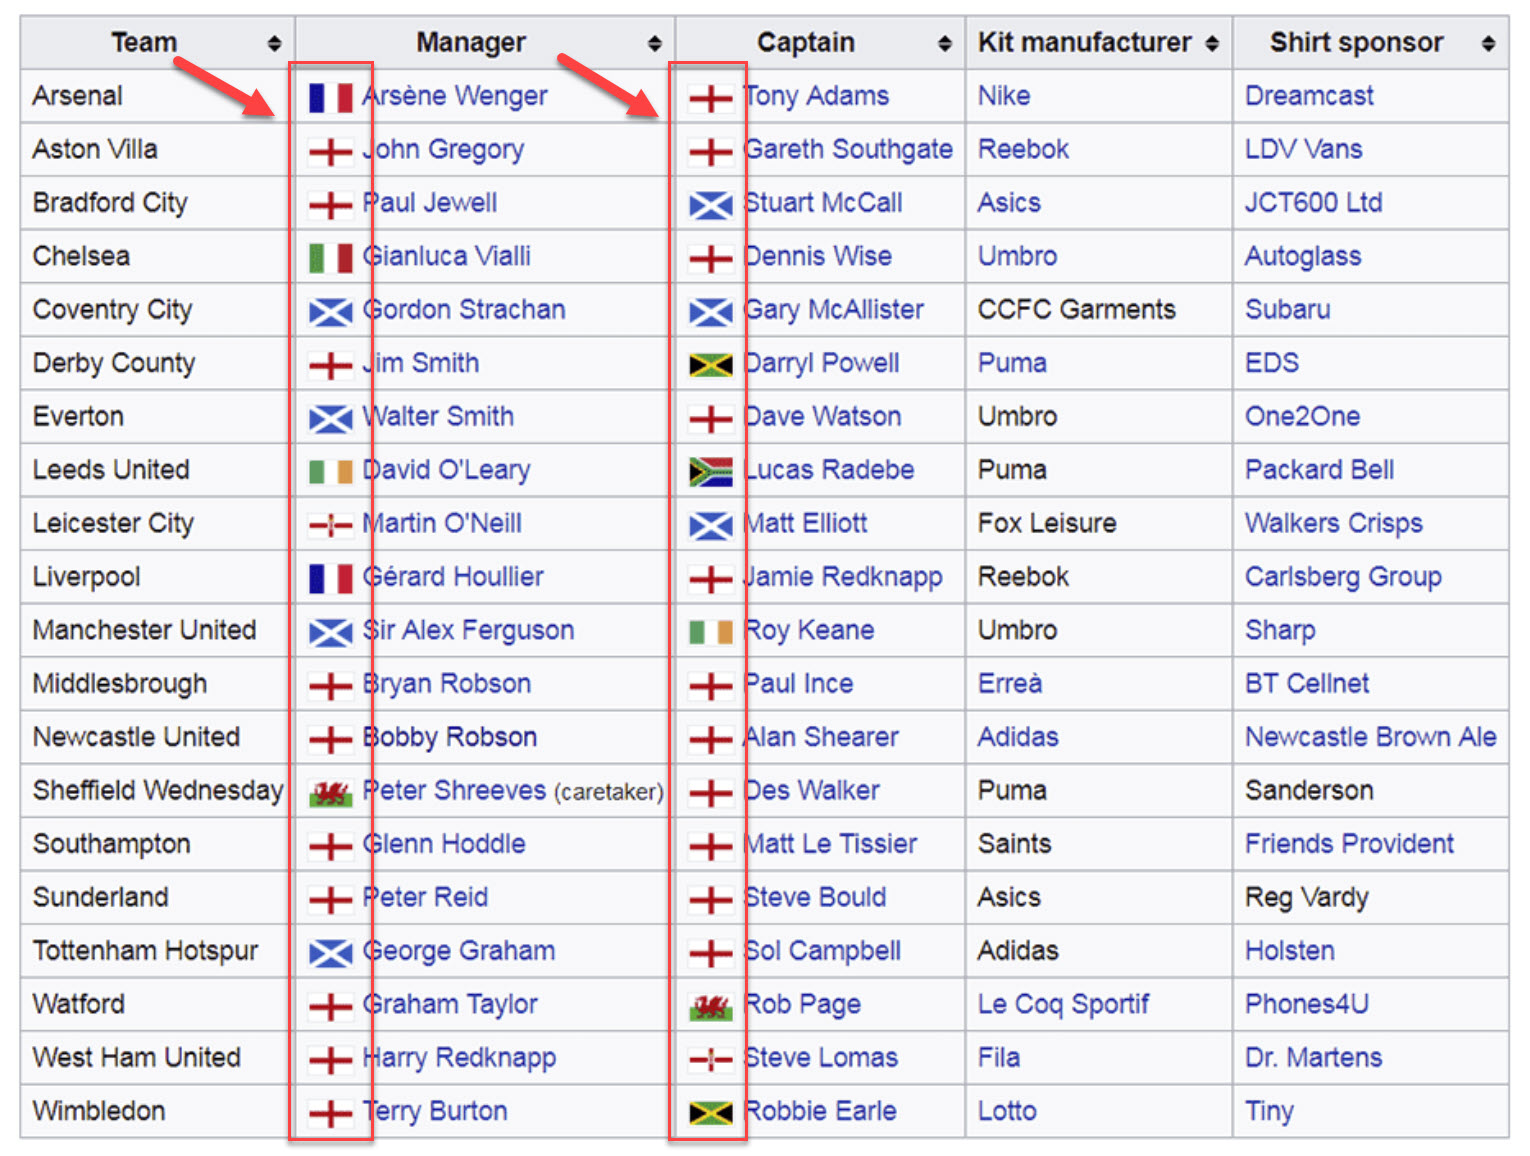 Team Manager Captain Kit manufacturer Shirt sponsor
Arsenal Arsène Wenger Tony Adams Nike Dreamcast
Aston Villa John Gregory Gareth Southgate Reebok LDV Vans
Bradford City Paul Jewell Stuart McCall Asics JCT600 Ltd
Chelsea Gianluca Vialli Dennis Wise Umbro Autoglass
Coventry City Gordon Strachan Gary McAllister CCFC Garments Subaru
Derby County Jim Smith Darryl Powell Puma EDS
Everton Walter Smith Dave Watson Umbro One2One
Leeds United David O'Leary Lucas Radebe Puma Packard Bell
Leicester City Martin O'Neill Matt Elliott Fox Leisure Walkers Crisps
Liverpool Gérard Houllier Jamie Redknapp Reebok Carlsberg Group
Manchester United Sir Alex Ferguson Roy Keane Umbro Sharp
Middlesbrough Bryan Robson Paul Ince Erreà BT Cellnet
Newcastle United Bobby Robson Alan Shearer Adidas Newcastle Brown Ale
Sheffield Wednesday Peter Shreeves (caretaker) Des Walker Puma Sanderson
Southampton Glenn Hoddle Matt Le Tissier Saints Friends Provident
Sunderland Peter Reid Steve Bould Asics Reg Vardy
Tottenham Hotspur George Graham Sol Campbell Adidas Holsten
Watford Graham Taylor Rob Page Le Coq Sportif Phones4U
West Ham United Harry Redknapp Steve Lomas Fila Dr. Martens
Wimbledon Terry Burton Robbie Earle Lotto Tiny